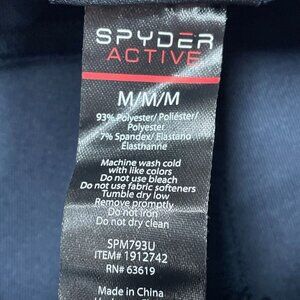 SPYDER
ACTIVE
M/M/M
93% Polyester/ Poliéster/
Polyester
7% Spandex/ Elastano
Élasthanne
Machine wash cold
with like colors
Do not use bleach
Do not use fabric softeners
Tumble dry low
Remove promptly
Do not iron
Do not dry clean
SPM793U
ITEM# 1912742
RN# 63619
Made in China